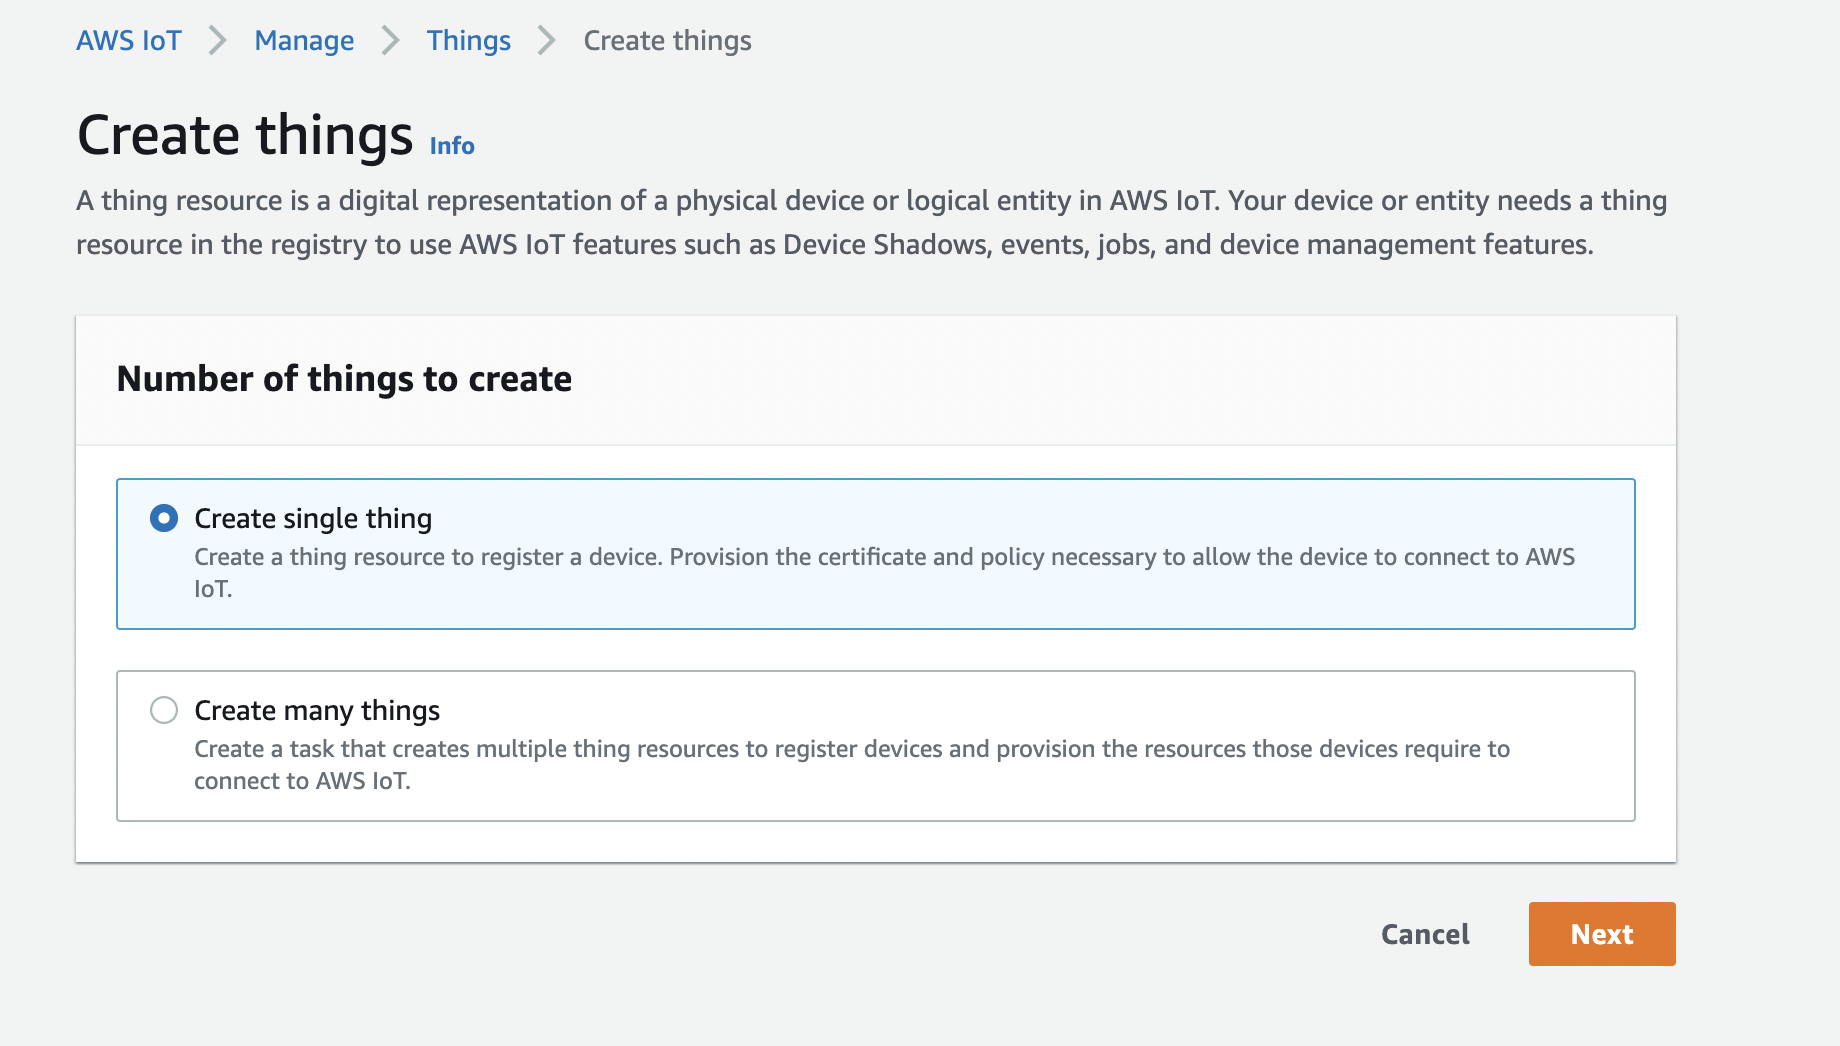 AWS IoT Manage Things Create things
Create things Info
A thing resource is a digital representation of a physical device or logical entity in AWS IoT. Your device or entity needs a thing
resource in the registry to use AWS IoT features such as Device Shadows, events, jobs, and device management features.
Number of things to create
Create single thing
Create a thing resource to register a device. Provision the certificate and policy necessary to allow the device to connect to AWS
IoT.
Create many things
Create a task that creates multiple thing resources to register devices and provision the resources those devices require to
connect to AWS IoT.
Cancel Next